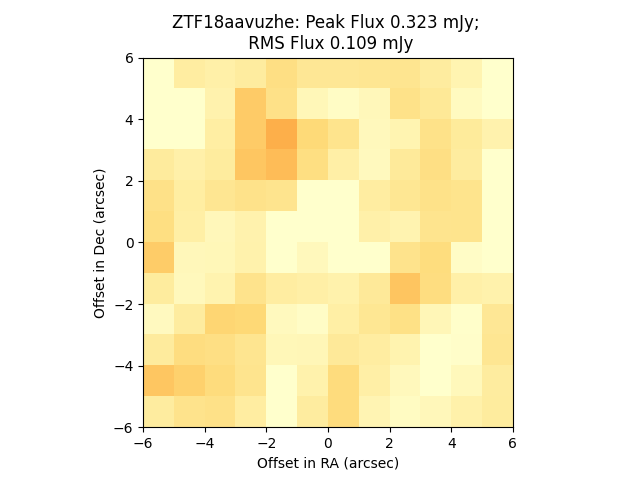 ZTF18aavuzhe: Peak Flux 0.323 mJy;
RMS Flux 0.109 mJy
6
4
2
0
−2
−4
−6
Offset in Dec (arcsec)
−6 −4 −2 0 2 4 6
Offset in RA (arcsec)